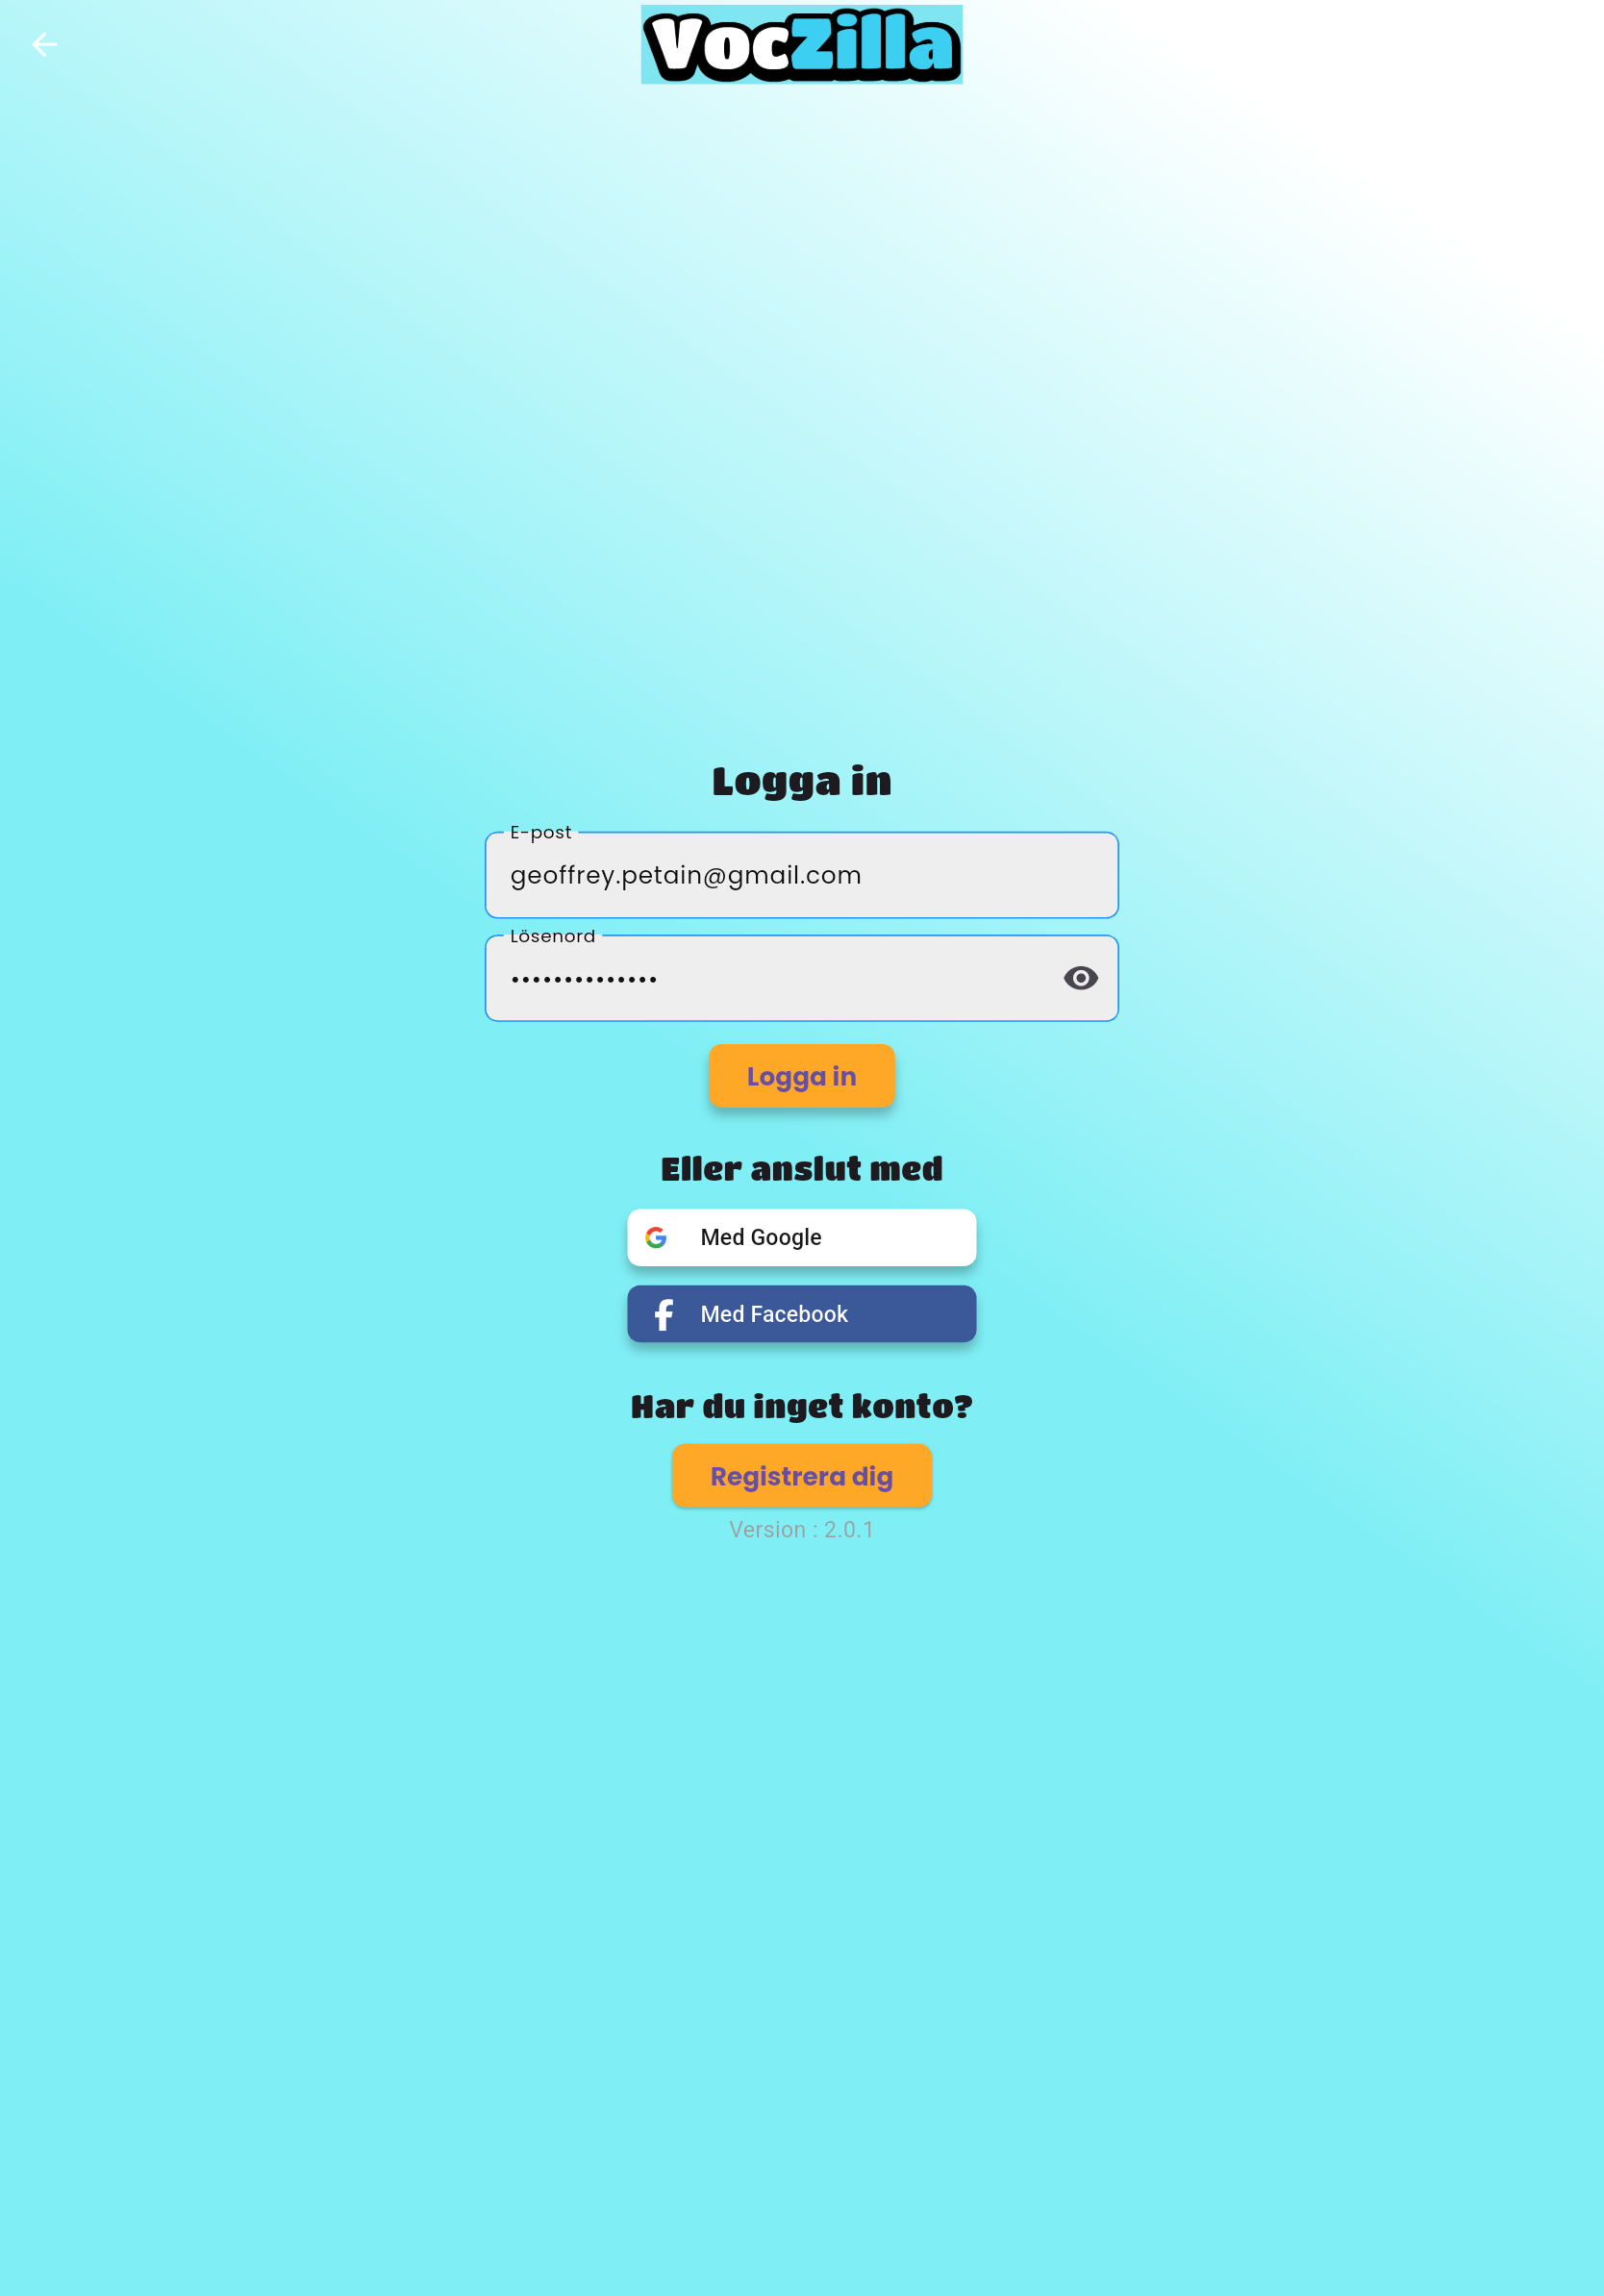 VocZilla
Logga in
E-post
geoffrey.petain@gmail.com
Lösenord
••••••••••••••
Logga in
Eller anslut med
Med Google
Med Facebook
Har du inget konto?
Registrera dig
Version : 2.0.1